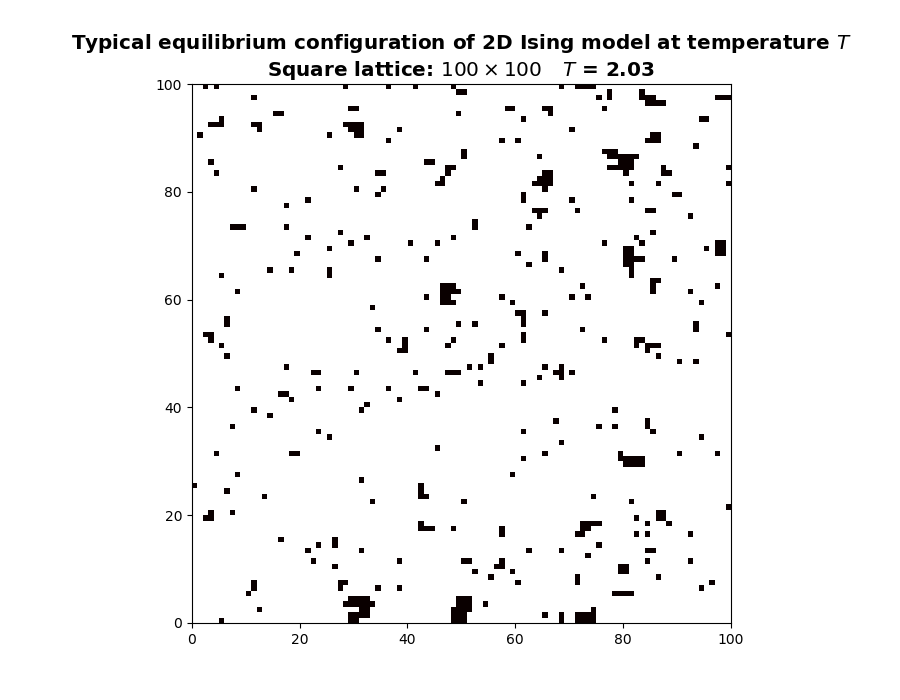 Typical equilibrium configuration of 2D Ising model at temperature T
Square lattice: 100 × 100 T = 2.03
100
80
60
40
20
0
0 20 40 60 80 100